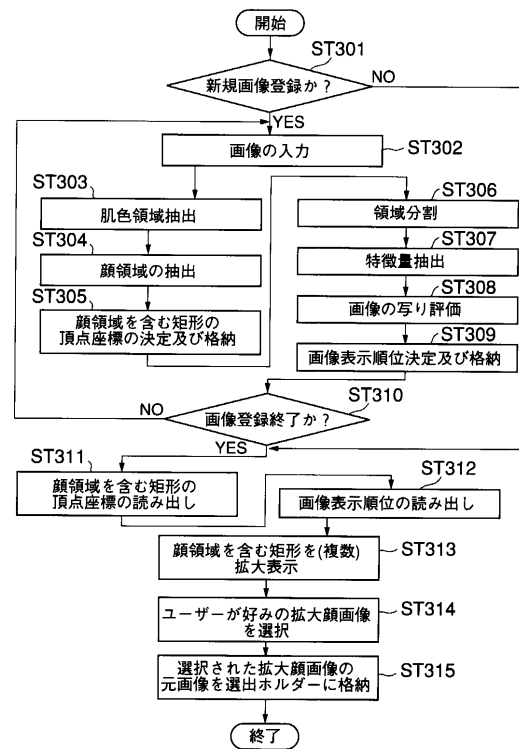 開始
ST301
新規画像登録か?
NO
YES
画像の入力
ST302
ST303
肌色領域抽出
ST304
顔領域の抽出
ST305
顔領域を含む矩形の
頂点座標の決定及び格納
ST306
領域分割
ST307
特徴量抽出
ST308
画像の写り評価
ST309
画像表示順位決定及び格納
ST310
画像登録終了か?
NO
YES
ST311
顔領域を含む矩形の
頂点座標の読み出し
ST312
画像表示順位の読み出し
顔領域を含む矩形を(複数)
拡大表示
ST313
ユーザーが好みの拡大顔画像
を選択
ST314
選択された拡大顔画像の
元画像を選出ホルダーに格納
ST315
終了